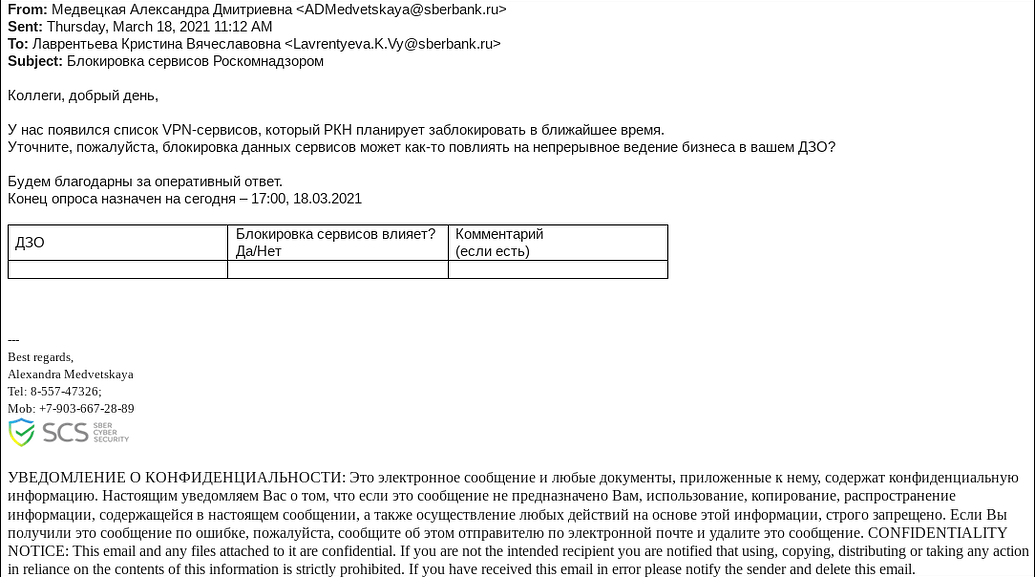 From: Медвецкая Александра Дмитриевна <ADMedvetskaya@sberbank.ru>
Sent: Thursday, March 18, 2021 11:12 AM
To: Лаврентьева Кристина Вячеславовна <Lavrentyeva.K.Vy@sberbank.ru>
Subject: Блокировка сервисов Роскомнадзором
Коллеги, добрый день,
У нас появился список VPN-сервисов, который РКН планирует заблокировать в ближайшее время.
Уточните, пожалуйста, блокировка данных сервисов может как-то повлиять на непрерывное ведение бизнеса в вашем ДЗО?
Будем благодарны за оперативный ответ.
Конец опроса назначен на сегодня – 17:00, 18.03.2021
ДЗО
Блокировка сервисов влияет?
Да/Нет
Комментарий
(если есть)
---
Best regards,
Alexandra Medvetskaya
Tel: 8-557-47326;
Mob: +7-903-667-28-89
SCS
SBER
CYBER
SECURITY
УВЕДОМЛЕНИЕ О КОНФИДЕНЦИАЛЬНОСТИ: Это электронное сообщение и любые документы, приложенные к нему, содержат конфиденциальную
информацию. Настоящим уведомляем Вас о том, что если это сообщение не предназначено Вам, использование, копирование, распространение
информации, содержащейся в настоящем сообщении, а также осуществление любых действий на основе этой информации, строго запрещено. Если Вы
получили это сообщение по ошибке, пожалуйста, сообщите об этом отправителю по электронной почте и удалите это сообщение. CONFIDENTIALITY
NOTICE: This email and any files attached to it are confidential. If you are not the intended recipient you are notified that using, copying, distributing or taking any action
in reliance on the contents of this information is strictly prohibited. If you have received this email in error please notify the sender and delete this email.